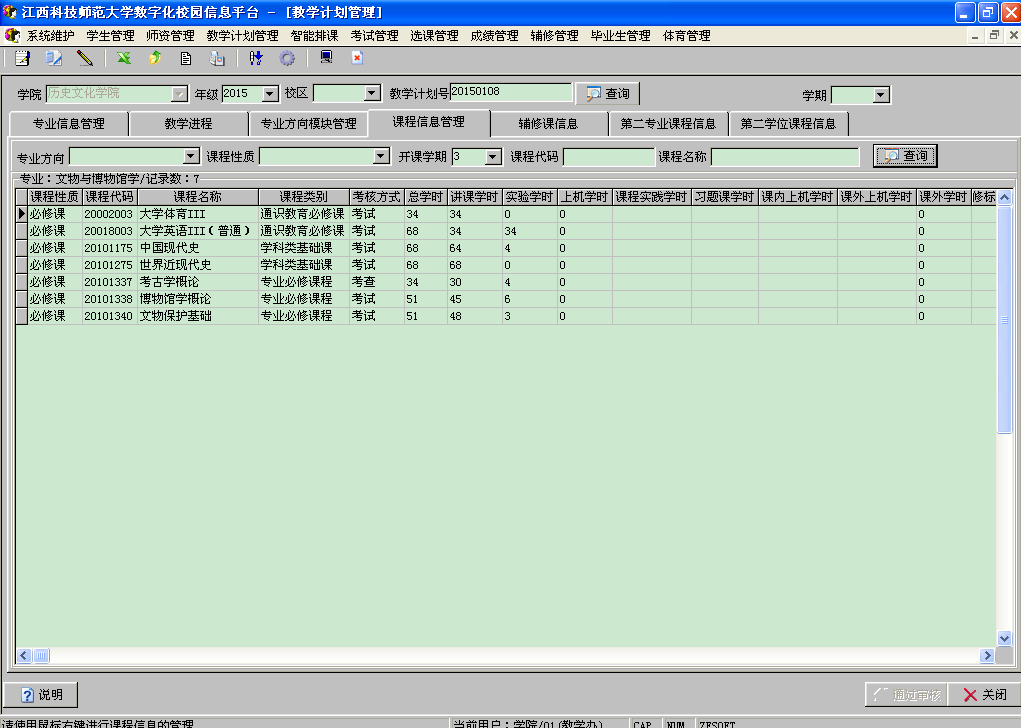 江西科技师范大学数字化校园信息平台 - [教学计划管理]
系统维护 学生管理 师资管理 教学计划管理 智能排课 考试管理 选课管理 成绩管理 辅修管理 毕业生管理 体育管理
学院 历史文化学院 年级 2015 校区 教学计划号 20150108 查询 学期
专业信息管理 教学进程 专业方向模块管理 课程信息管理 辅修课信息 第二专业课程信息 第二学位课程信息
专业方向 课程性质 开课学期 3 课程代码 课程名称 查询
专业：文物与博物馆学/记录数：7
课程性质 课程代码 课程名称 课程类别 考核方式 总学时 讲课学时 实验学时 上机学时 课程实践学时 习题课学时 课内上机学时 课外上机学时 课外学时 修标
必修课 20002003 大学体育III 通识教育必修课 考试 34 34 0 0 0
必修课 20018003 大学英语III（普通） 通识教育必修课 考试 68 34 34 0 0
必修课 20101175 中国现代史 学科类基础课 考试 68 64 4 0 0
必修课 20101275 世界近现代史 学科类基础课 考试 68 68 0 0 0
必修课 20101337 考古学概论 专业必修课程 考查 34 30 4 0 0
必修课 20101338 博物馆学概论 专业必修课程 考试 51 45 6 0 0
必修课 20101340 文物保护基础 专业必修课程 考试 51 48 3 0 0
说明 通过审核 关闭
请使用鼠标右键进行课程信息的管理 当前用户：学院/01(教学办) CAP NUM ZFSOFT